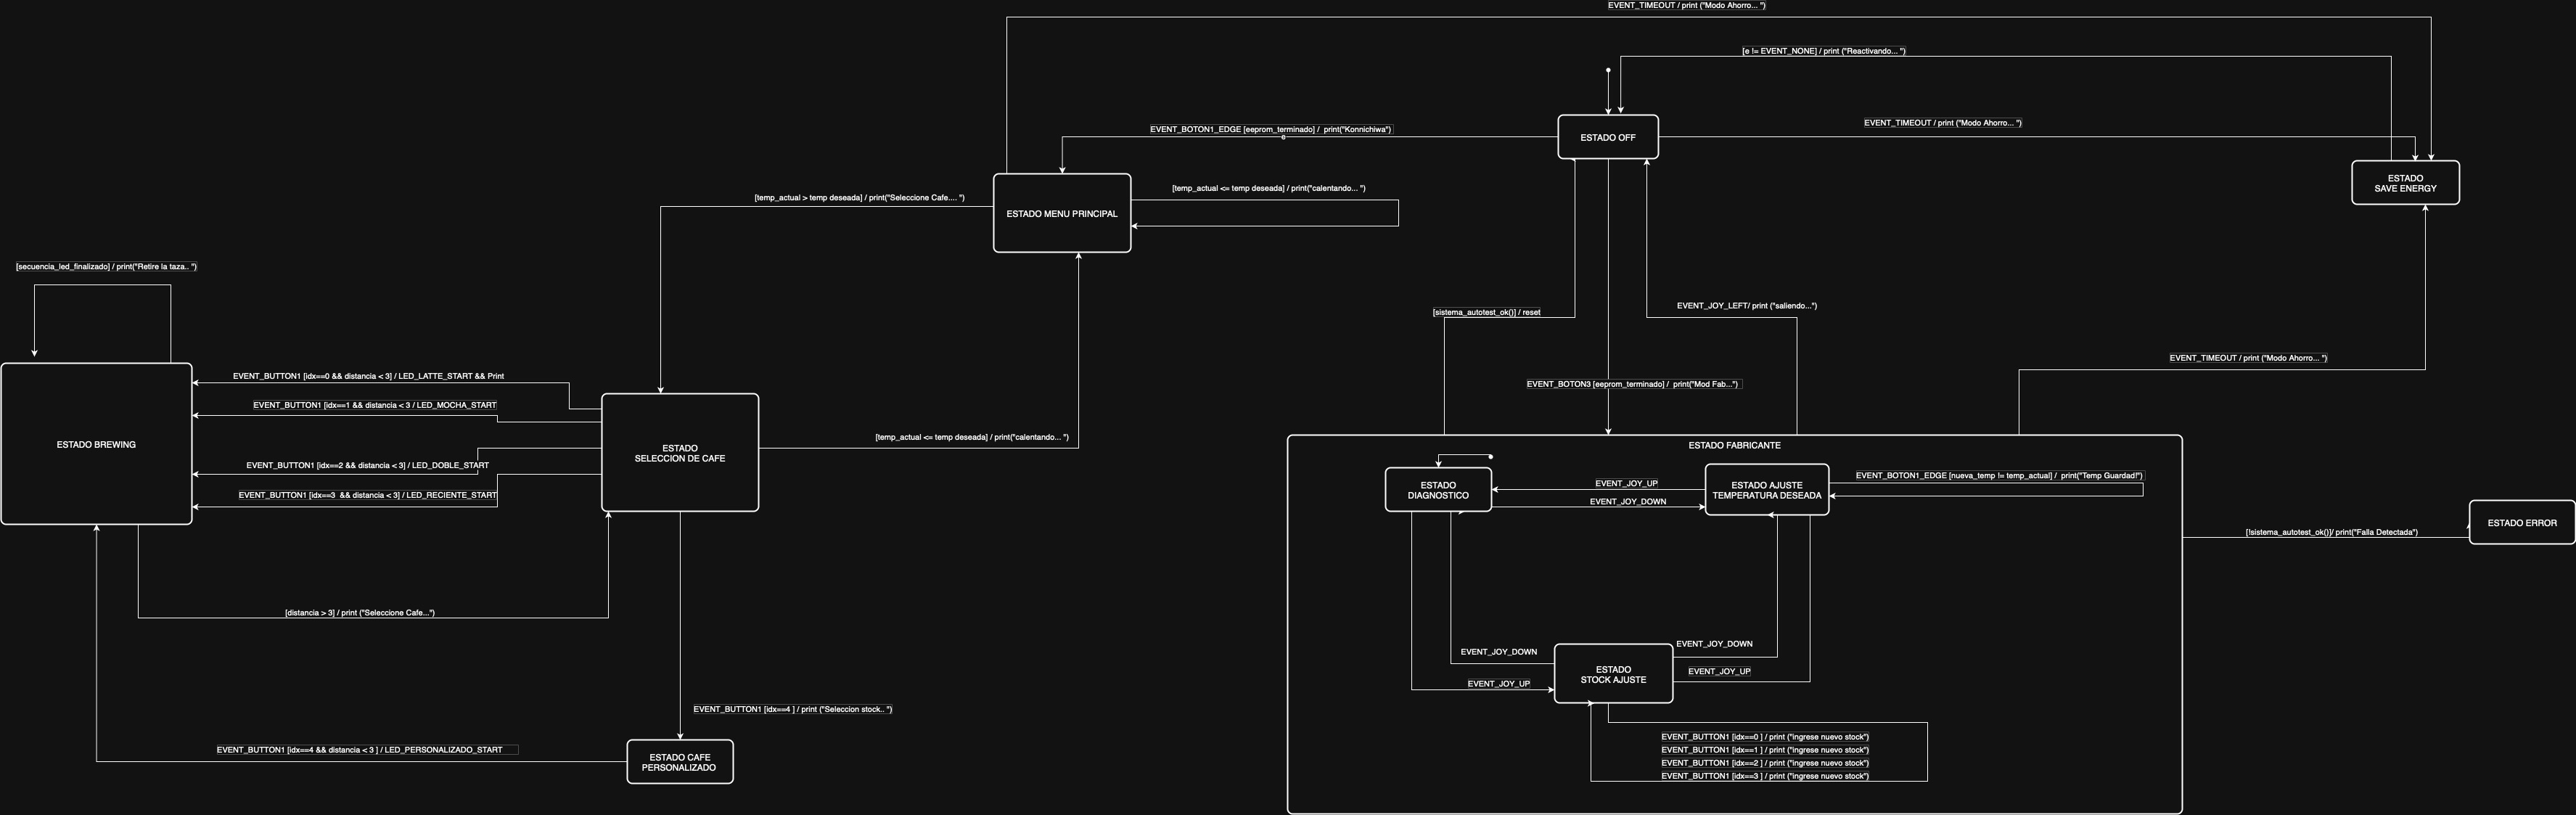 EVENT_TIMEOUT / print ("Modo Ahorro... ")
[e != EVENT_NONE] / print ("Reactivando... ")
EVENT_TIMEOUT / print ("Modo Ahorro... ")
EVENT_BOTON1_EDGE [eeprom_terminado] /  print("Konnichiwa")
ESTADO OFF
ESTADO
SAVE ENERGY
[temp_actual <= temp deseada] / print("calentando... ")
[temp_actual > temp deseada] / print("Seleccione Cafe.... ")
ESTADO MENU PRINCIPAL
[secuencia_led_finalizado] / print("Retire la taza.. ")
EVENT_JOY_LEFT/ print ("saliendo...")
[sistema_autotest_ok()] / reset
EVENT_TIMEOUT / print ("Modo Ahorro... ")
EVENT_BUTTON1 [idx==0 && distancia < 3] / LED_LATTE_START && Print
EVENT_BOTON3 [eeprom_terminado] /  print("Mod Fab...")
EVENT_BUTTON1 [idx==1 && distancia < 3 / LED_MOCHA_START
ESTADO BREWING
ESTADO
SELECCION DE CAFE
[temp_actual <= temp deseada] / print("calentando... ")
ESTADO FABRICANTE
EVENT_BUTTON1 [idx==2 && distancia < 3] / LED_DOBLE_START
EVENT_BUTTON1 [idx==3  && distancia < 3] / LED_RECIENTE_START
ESTADO
DIAGNOSTICO
EVENT_JOY_UP
EVENT_JOY_DOWN
ESTADO AJUSTE
TEMPERATURA DESEADA
EVENT_BOTON1_EDGE [nueva_temp != temp_actual] /  print("Temp Guardad!")
ESTADO ERROR
[!sistema_autotest_ok()]/ print("Falla Detectada")
[distancia > 3] / print ("Seleccione Cafe...")
EVENT_JOY_DOWN
EVENT_JOY_DOWN
ESTADO
STOCK AJUSTE
EVENT_JOY_UP
EVENT_JOY_UP
EVENT_BUTTON1 [idx==4 ] / print ("Seleccion stock.. ")
EVENT_BUTTON1 [idx==0 ] / print ("ingrese nuevo stock")
EVENT_BUTTON1 [idx==1 ] / print ("ingrese nuevo stock")
EVENT_BUTTON1 [idx==2 ] / print ("ingrese nuevo stock")
EVENT_BUTTON1 [idx==3 ] / print ("ingrese nuevo stock")
EVENT_BUTTON1 [idx==4 && distancia < 3 ] / LED_PERSONALIZADO_START
ESTADO CAFE
PERSONALIZADO